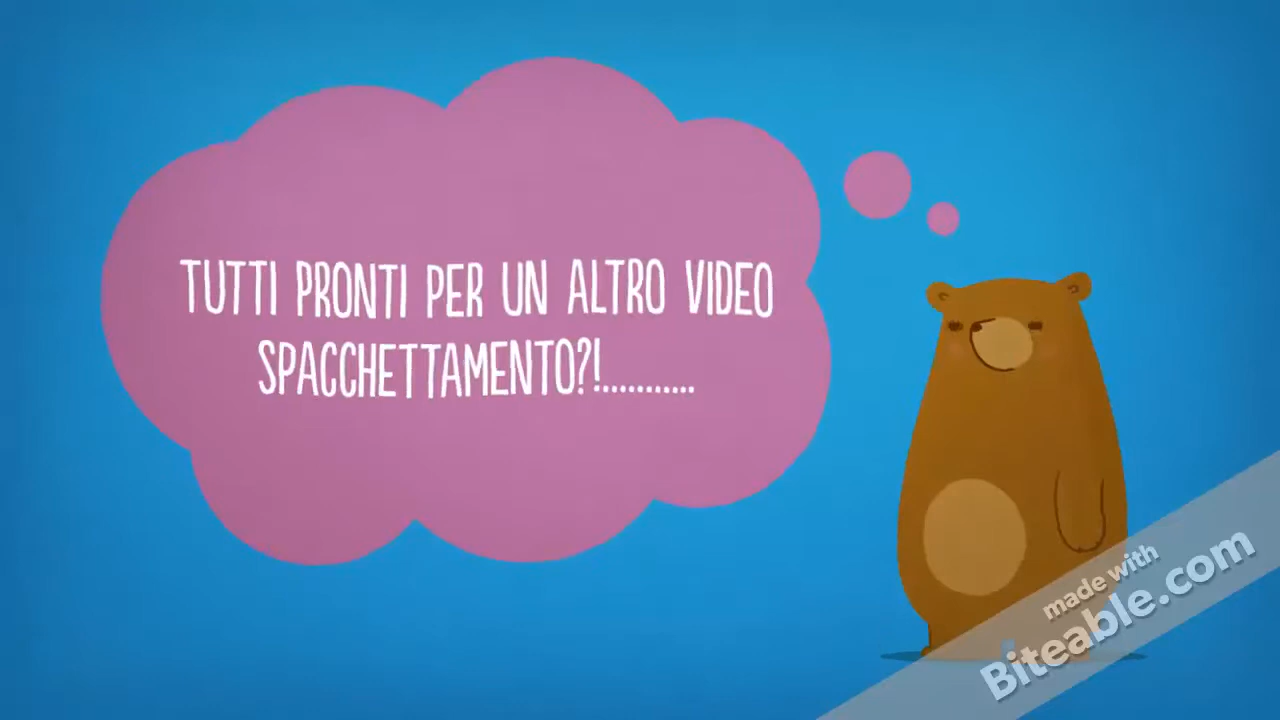 TUTTI PRONTI PER UN ALTRO VIDEO
SPACCHETTAMENTO?!...........
made with
Biteable.com